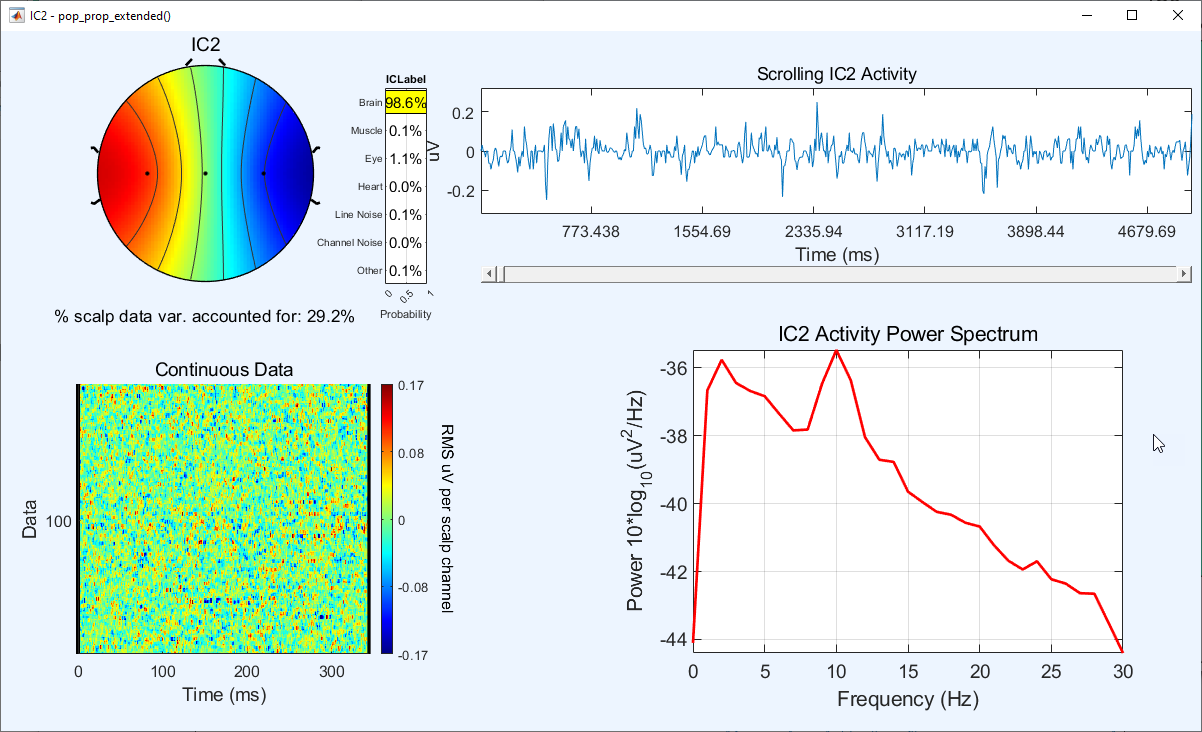 IC2 - pop_prop_extended()
IC2
ICLabel
Brain 98.6%
Muscle 0.1%
Eye 1.1%
Heart 0.0%
Line Noise 0.1%
Channel Noise 0.0%
Other 0.1%
0 0.5 1
Probability
% scalp data var. accounted for: 29.2%
Scrolling IC2 Activity
uV
0.2
0
-0.2
773.438 1554.69 2335.94 3117.19 3898.44 4679.69
Time (ms)
Continuous Data
Data
100
0 100 200 300
Time (ms)
0.17
0.08
0
-0.08
-0.17
RMS uV per scalp channel
IC2 Activity Power Spectrum
Power 10*log10(uV2/Hz)
-36
-38
-40
-42
-44
0 5 10 15 20 25 30
Frequency (Hz)